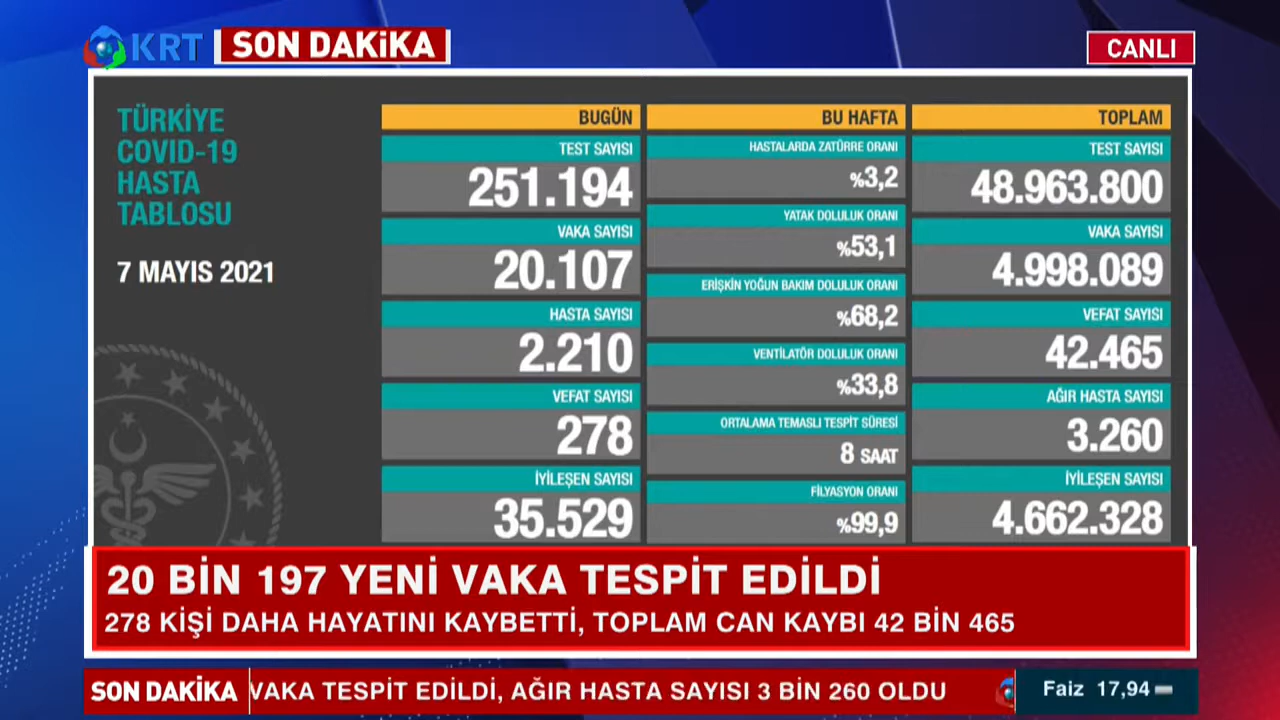 KRT SON DAKiKA
CANLI
TÜRKİYE
COVID-19
HASTA
TABLOSU
7 MAYIS 2021
BUGÜN
TEST SAYISI
251.194
VAKA SAYISI
20.107
HASTA SAYISI
2.210
VEFAT SAYISI
278
İYİLEŞEN SAYISI
35.529
BU HAFTA
HASTALARDA ZATÜRRE ORANI
%3,2
YATAK DOLULUK ORANI
%53,1
ERİŞKİN YOĞUN BAKIM DOLULUK ORANI
%68,2
VENTİLATÖR DOLULUK ORANI
%33,8
ORTALAMA TEMASLI TESPİT SÜRESİ
8 SAAT
FİLYASYON ORANI
%99,9
TOPLAM
TEST SAYISI
48.963.800
VAKA SAYISI
4.998.089
VEFAT SAYISI
42.465
AĞIR HASTA SAYISI
3.260
İYİLEŞEN SAYISI
4.662.328
20 BİN 197 YENİ VAKA TESPİT EDİLDİ
278 KİŞİ DAHA HAYATINI KAYBETTİ, TOPLAM CAN KAYBI 42 BİN 465
SON DAKİKA VAKA TESPİT EDİLDİ, AĞIR HASTA SAYISI 3 BİN 260 OLDU
Faiz 17,94